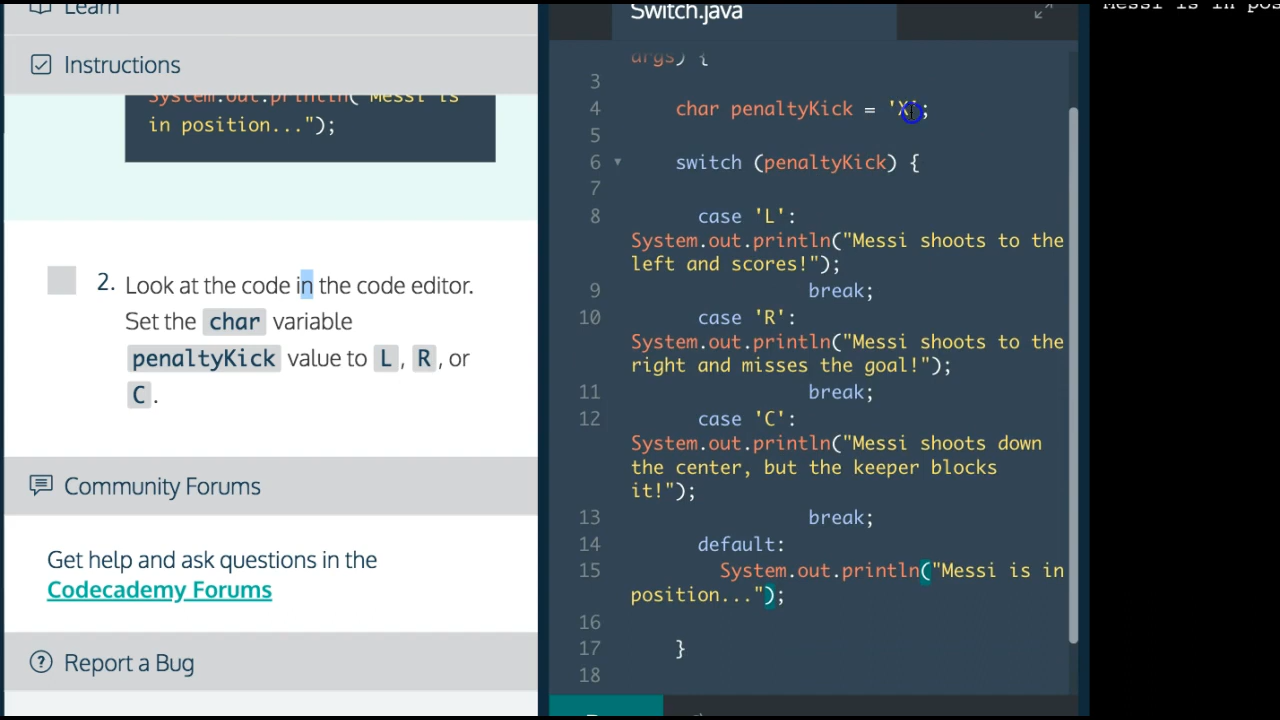 Learn
Switch.java
Messi is in pos
Instructions
System.out.println("Messi is
in position...");
2. Look at the code in the code editor.
Set the char variable
penaltyKick value to L, R, or
C.
Community Forums
Get help and ask questions in the
Codecademy Forums
Report a Bug
args) {
3
4 char penaltyKick = 'X';
5
6 switch (penaltyKick) {
7
8 case 'L':
System.out.println("Messi shoots to the
left and scores!");
9 break;
10 case 'R':
System.out.println("Messi shoots to the
right and misses the goal!");
11 break;
12 case 'C':
System.out.println("Messi shoots down
the center, but the keeper blocks
it!");
13 break;
14 default:
15 System.out.println("Messi is in
position...");
16
17 }
18